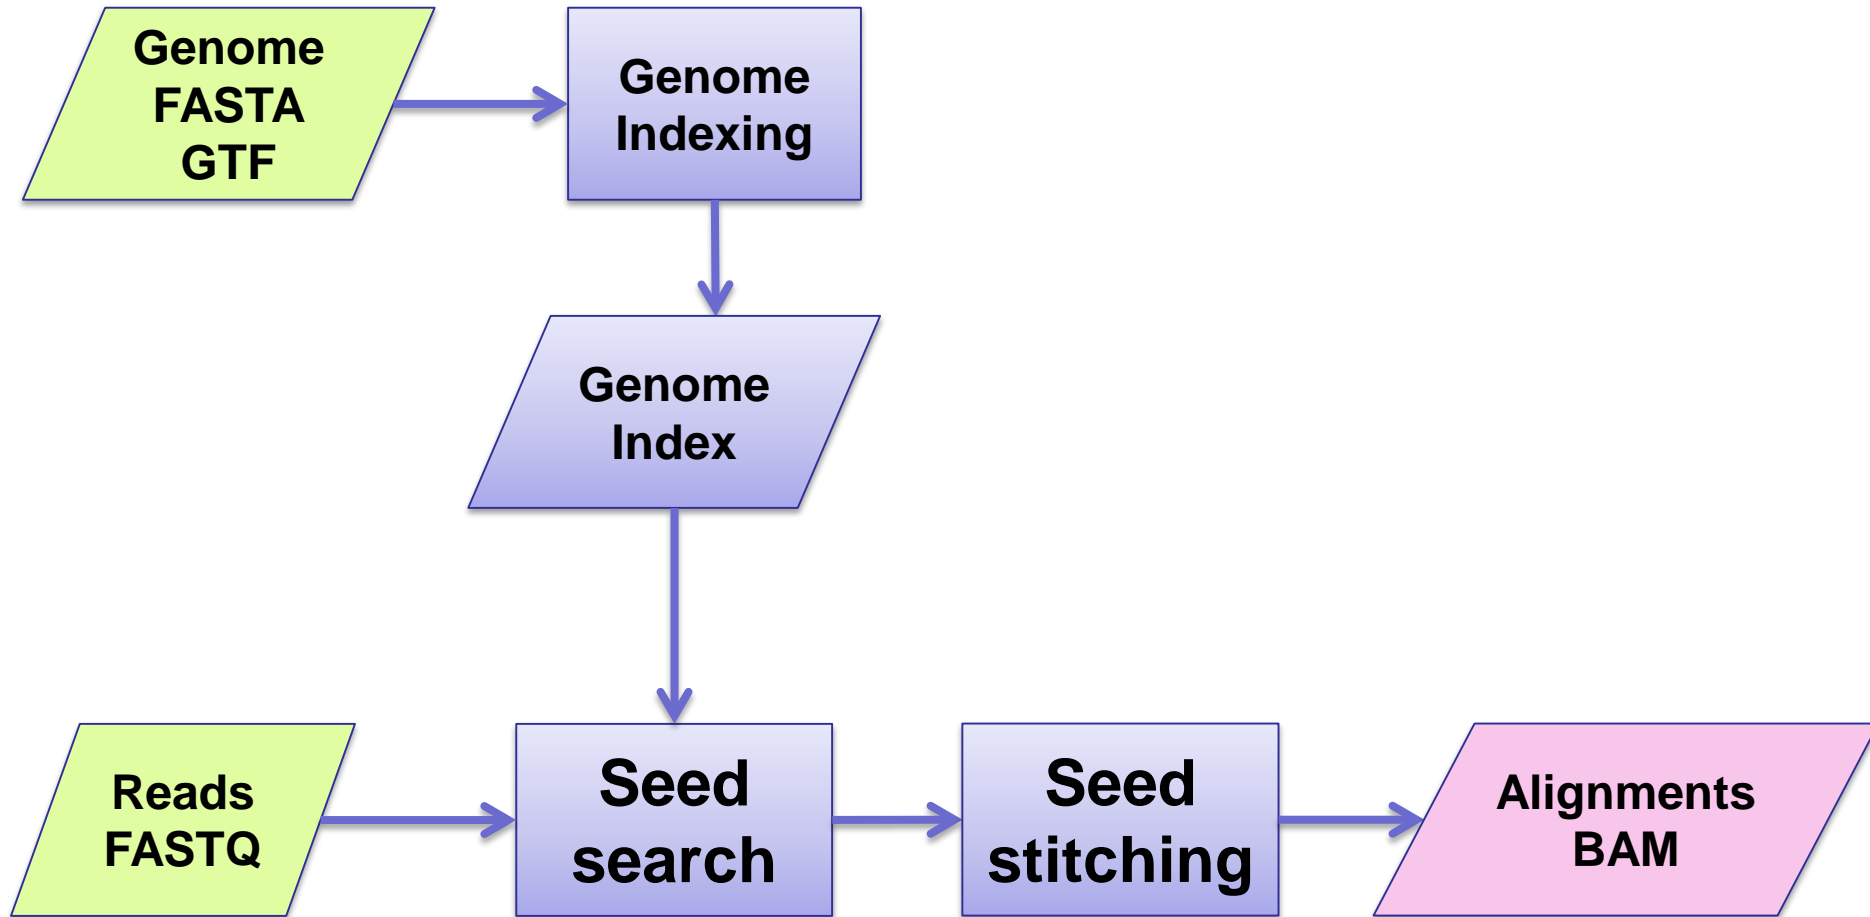 Genome
FASTA
GTF
Genome
Indexing
Genome
Index
Reads
FASTQ
Seed
search
Seed
stitching
Alignments
BAM